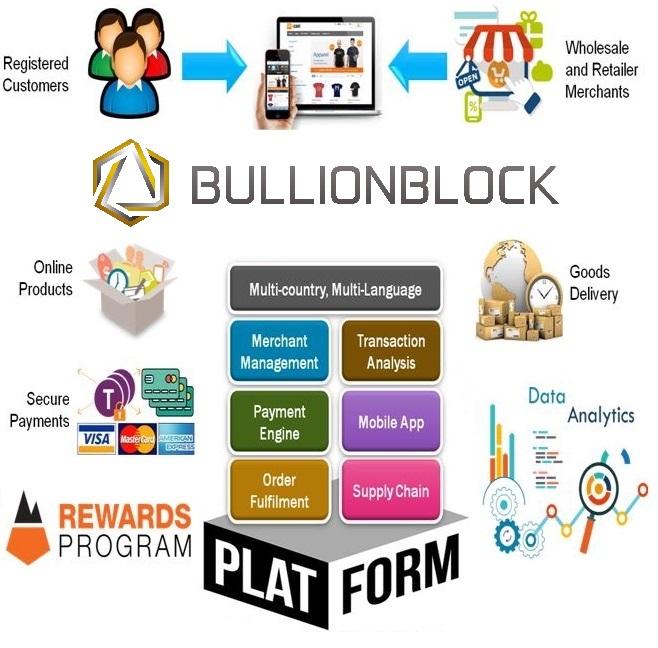 Registered
Customers
Apparel
Wholesale
and Retailer
Merchants
OPEN
%
BULLIONBLOCK
Online
Products
Multi-country, Multi-Language
Goods
Delivery
Merchant
Management
Transaction
Analysis
Secure
Payments
T
VISA
MasterCard
AMERICAN
EXPRESS
Payment
Engine
Mobile App
Data
Analytics
Order
Fulfilment
Supply Chain
REWARDS
PROGRAM
PLAT
FORM